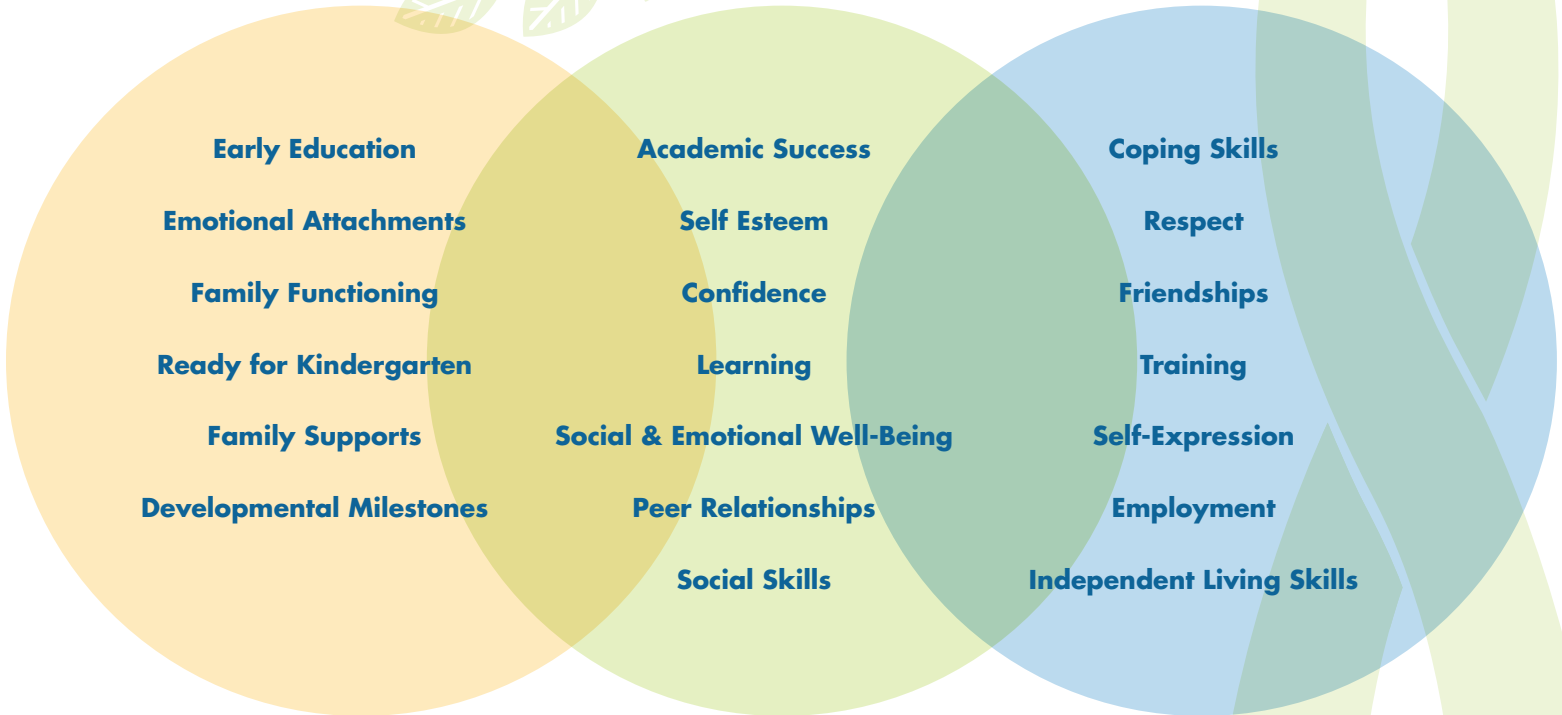 Early Education
Emotional Attachments
Family Functioning
Ready for Kindergarten
Family Supports
Developmental Milestones
Academic Success
Self Esteem
Confidence
Learning
Social & Emotional Well-Being
Peer Relationships
Social Skills
Coping Skills
Respect
Friendships
Training
Self-Expression
Employment
Independent Living Skills